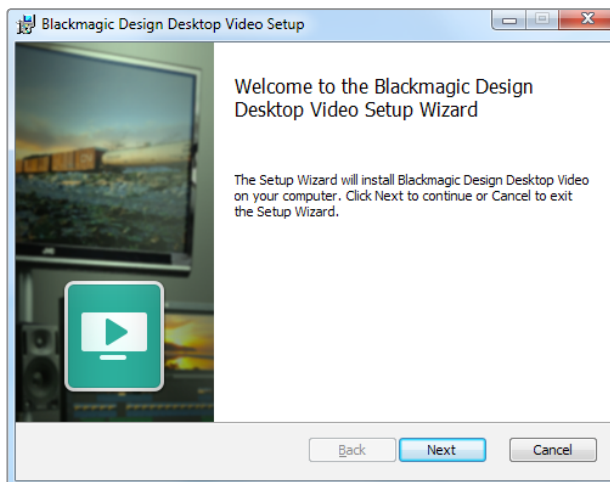 Blackmagic Design Desktop Video Setup
Welcome to the Blackmagic Design
Desktop Video Setup Wizard
The Setup Wizard will install Blackmagic Design Desktop Video
on your computer. Click Next to continue or Cancel to exit
the Setup Wizard.
JVC
Back Next Cancel